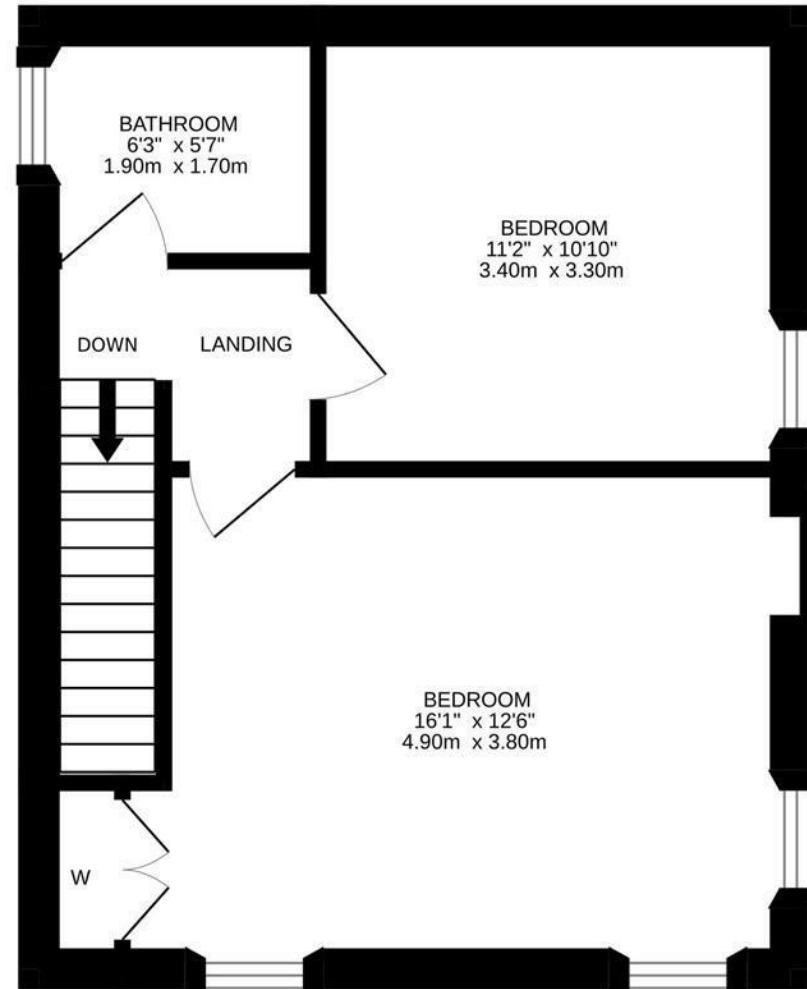 BATHROOM
6'3" x 5'7"
1.90m x 1.70m
BEDROOM
11'2" x 10'10"
3.40m x 3.30m
DOWN
LANDING
BEDROOM
16'1" x 12'6"
4.90m x 3.80m
W